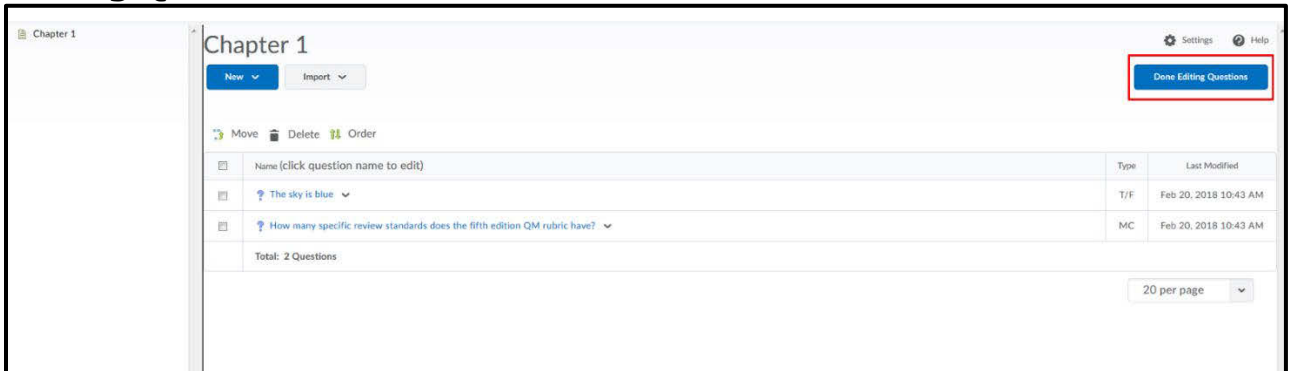 Chapter 1
Chapter 1
Settings Help
New Import
Done Editing Questions
Move Delete Order
Name (click question name to edit) Type Last Modified
The sky is blue T/F Feb 20, 2018 10:43 AM
How many specific review standards does the fifth edition QM rubric have? MC Feb 20, 2018 10:43 AM
Total: 2 Questions
20 per page